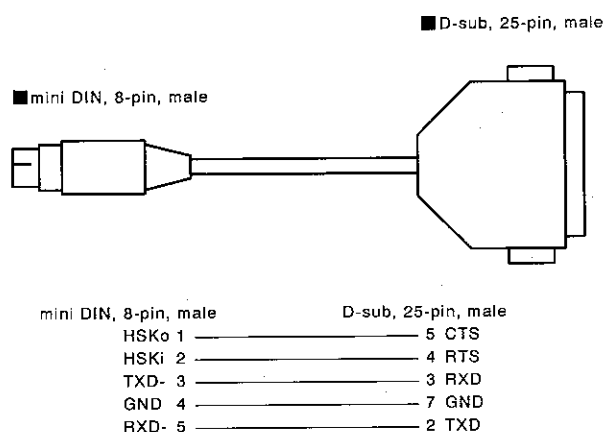 ■D-sub, 25-pin, male
■mini DIN, 8-pin, male
mini DIN, 8-pin, male D-sub, 25-pin, male
HSKo 1 5 CTS
HSKi 2 4 RTS
TXD- 3 3 RXD
GND 4 7 GND
RXD- 5 2 TXD